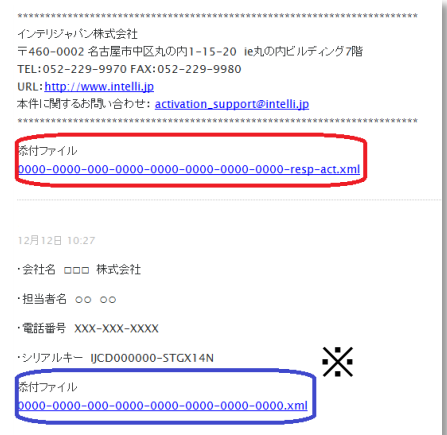 ********************************************************************
インテリジャパン株式会社
〒460-0002 名古屋市中区丸の内1-15-20 ie丸の内ビルディング7階
TEL:052-229-9970 FAX:052-229-9980
URL:http://www.intelli.jp
本件に関するお問い合わせ: activation_support@intelli.jp
********************************************************************
添付ファイル
0000-0000-000-0000-0000-0000-0000-0000-resp-act.xml
12月12日 10:27
・会社名 □□□ 株式会社
・担当者名 ○○ ○○
・電話番号 XXX-XXX-XXXX
・シリアルキー IJCD000000-STGX14N
※
添付ファイル
0000-0000-000-0000-0000-0000-0000-0000.xml